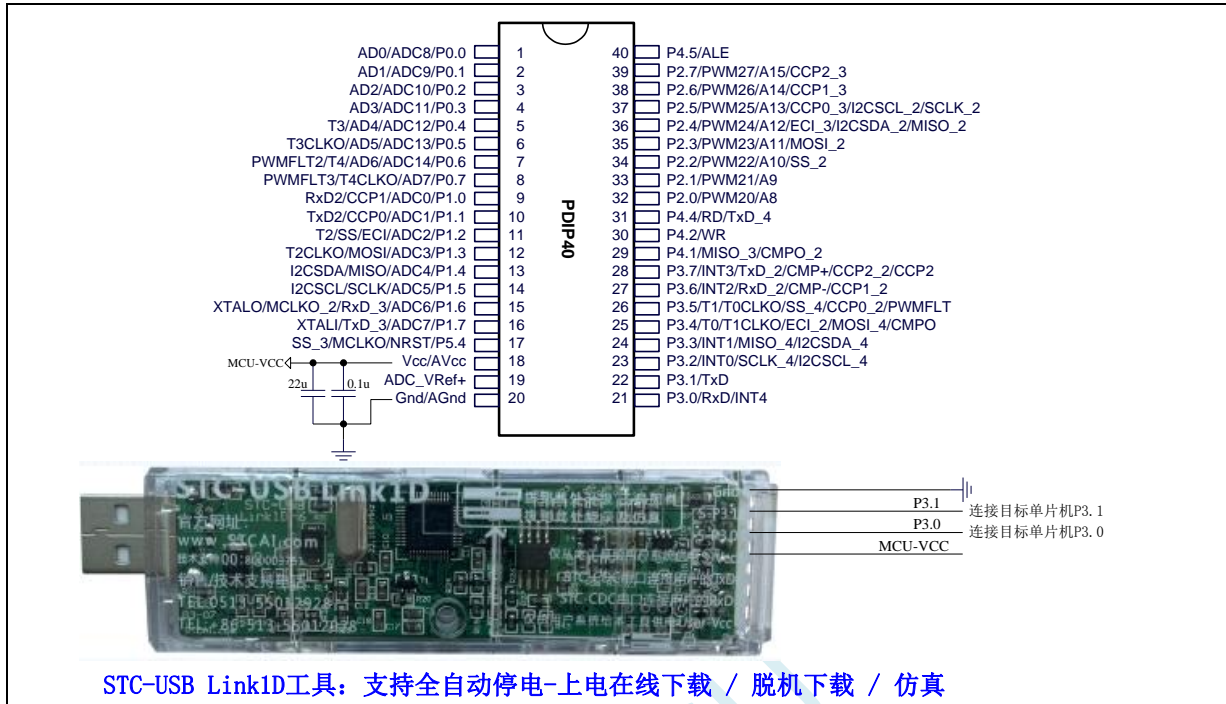 AD0/ADC8/P0.0 1 40 P4.5/ALE
AD1/ADC9/P0.1 2 39 P2.7/PWM27/A15/CCP2_3
AD2/ADC10/P0.2 3 38 P2.6/PWM26/A14/CCP1_3
AD3/ADC11/P0.3 4 37 P2.5/PWM25/A13/CCP0_3/I2CSCL_2/SCLK_2
T3/AD4/ADC12/P0.4 5 36 P2.4/PWM24/A12/ECI_3/I2CSDA_2/MISO_2
T3CLKO/AD5/ADC13/P0.5 6 35 P2.3/PWM23/A11/MOSI_2
PWMFLT2/T4/AD6/ADC14/P0.6 7 34 P2.2/PWM22/A10/SS_2
PWMFLT3/T4CLKO/AD7/P0.7 8 33 P2.1/PWM21/A9
RxD2/CCP1/ADC0/P1.0 9 32 P2.0/PWM20/A8
TxD2/CCP0/ADC1/P1.1 10 31 P4.4/RD/TxD_4
T2/SS/ECI/ADC2/P1.2 11 30 P4.2/WR
T2CLKO/MOSI/ADC3/P1.3 12 29 P4.1/MISO_3/CMPO_2
I2CSDA/MISO/ADC4/P1.4 13 28 P3.7/INT3/TxD_2/CMP+/CCP2_2/CCP2
I2CSCL/SCLK/ADC5/P1.5 14 27 P3.6/INT2/RxD_2/CMP-/CCP1_2
XTALO/MCLKO_2/RxD_3/ADC6/P1.6 15 26 P3.5/T1/T0CLKO/SS_4/CCP0_2/PWMFLT
XTALI/TxD_3/ADC7/P1.7 16 25 P3.4/T0/T1CLKO/ECI_2/MOSI_4/CMPO
SS_3/MCLKO/NRST/P5.4 17 24 P3.3/INT1/MISO_4/I2CSDA_4
MCU-VCC Vcc/AVcc 18 23 P3.2/INT0/SCLK_4/I2CSCL_4
22u 0.1u ADC_VRef+ 19 22 P3.1/TxD
Gnd/AGnd 20 21 P3.0/RxD/INT4
PDIP40
STC-USB Link1D
官方网址:
TEL:0513-55012928
Gnd
P3.1 连接目标单片机P3.1
P3.0 连接目标单片机P3.0
MCU-VCC
STC-USB Link1D工具: 支持全自动停电-上电在线下载 / 脱机下载 / 仿真